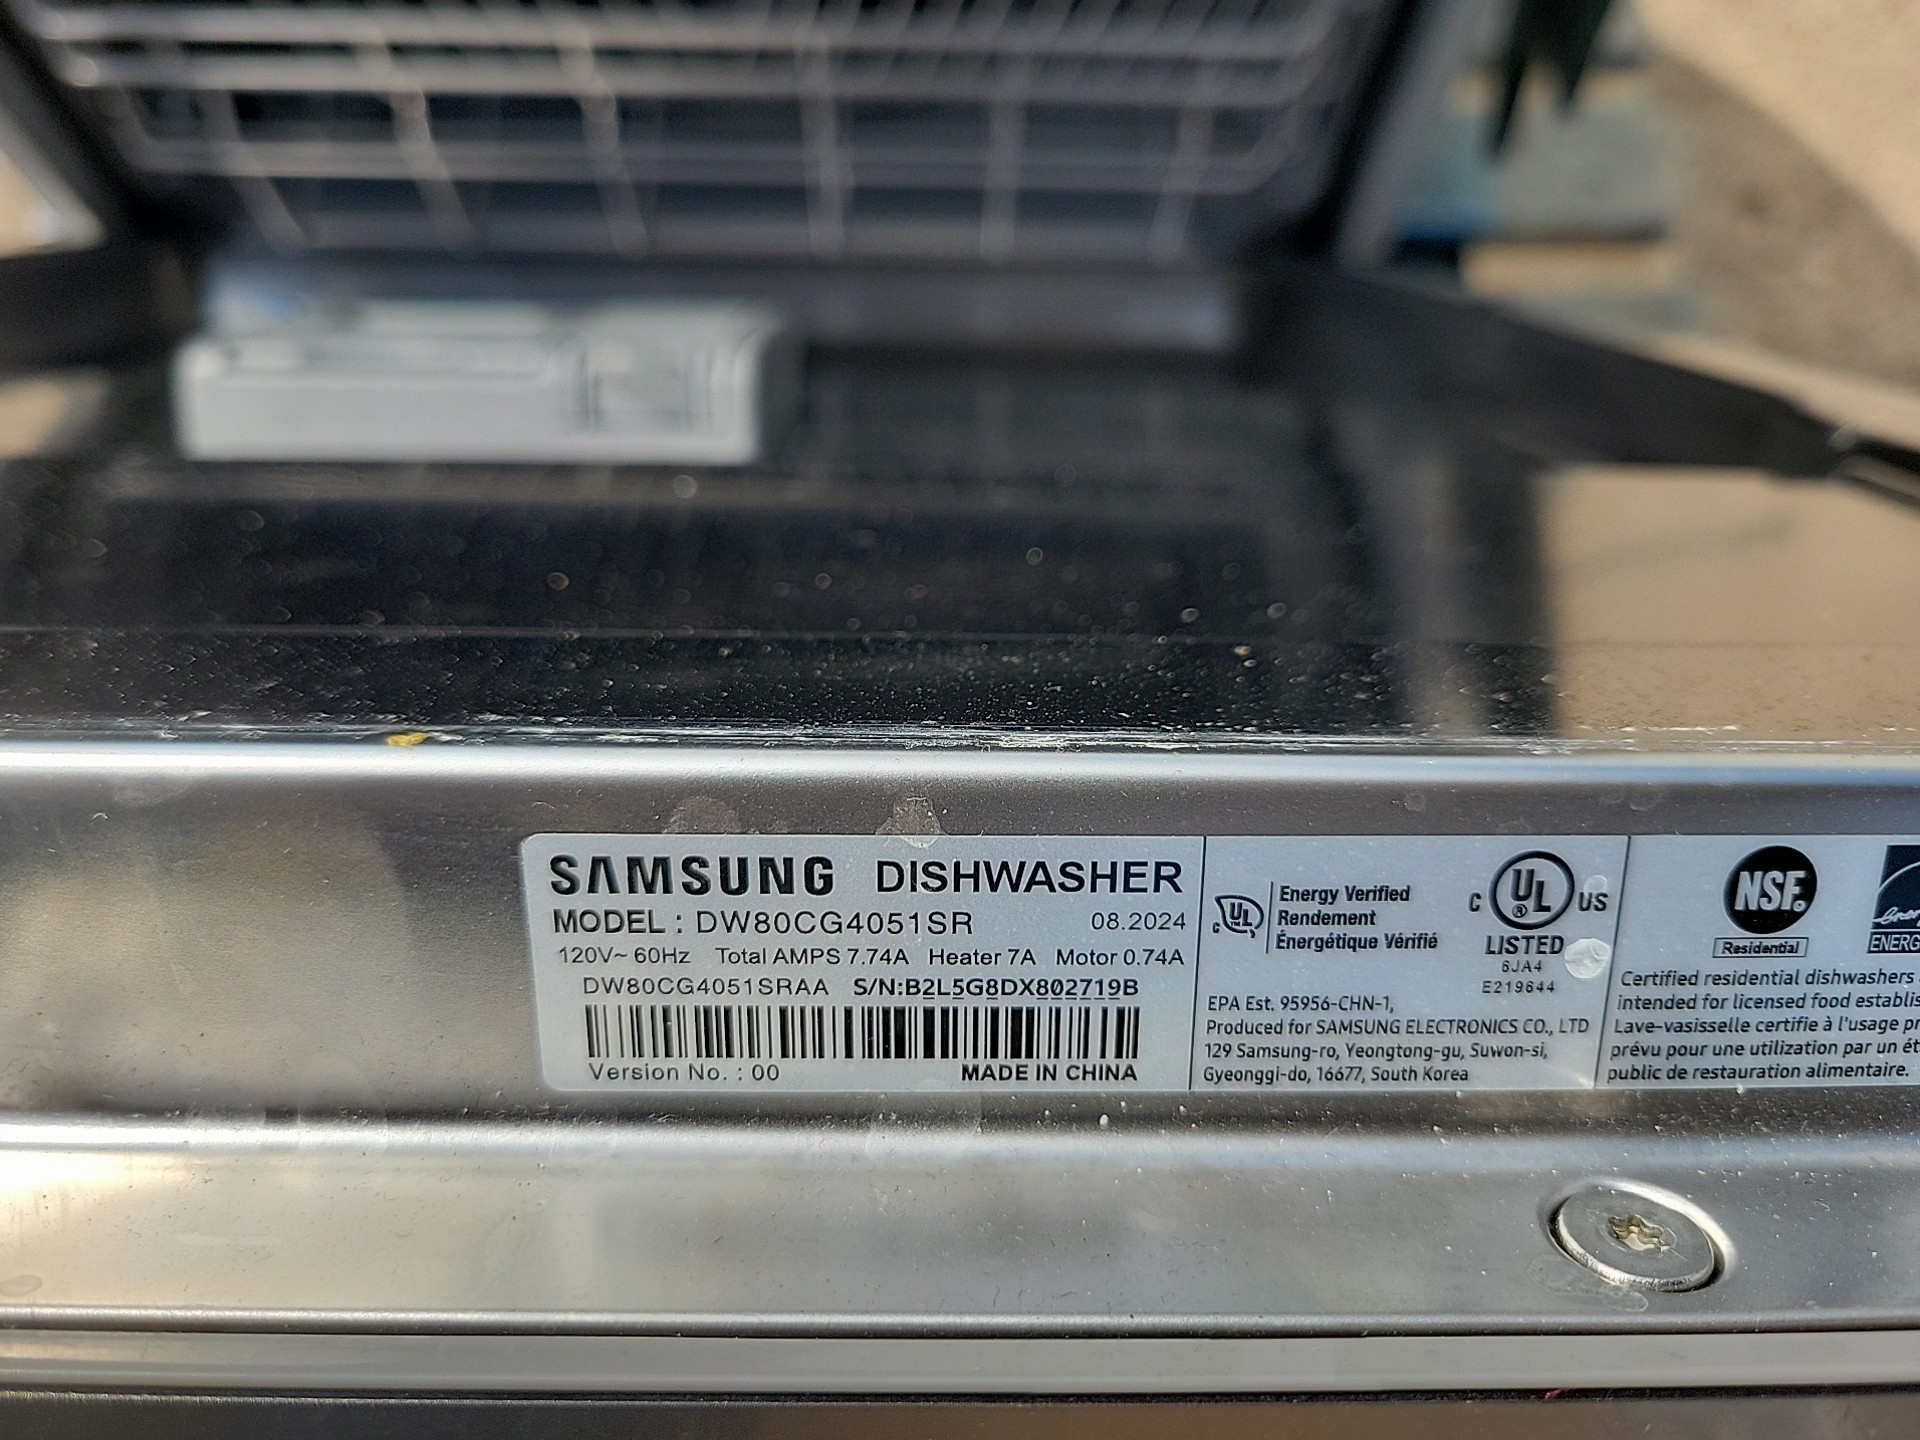 SAMSUNG DISHWASHER
MODEL : DW80CG4051SR 08.2024
120V~ 60Hz Total AMPS 7.74A Heater 7A Motor 0.74A
DW80CG4051SRAA S/N:B2L5G8DX802719B
Version No. : 00 MADE IN CHINA
c UL
Energy Verified
Rendement
Énergétique Vérifié
C UL US
®
LISTED
6JA4
E219644
EPA Est. 95956-CHN-1,
Produced for SAMSUNG ELECTRONICS CO., LTD
129 Samsung-ro, Yeongtong-gu, Suwon-si,
Gyeonggi-do, 16677, South Korea
NSF.
Residential
Certified residential dishwashers
intended for licensed food
Lave-vasisselle certifie à l'usage
prévu pour une utilization par un
public de restauration alimentaire.